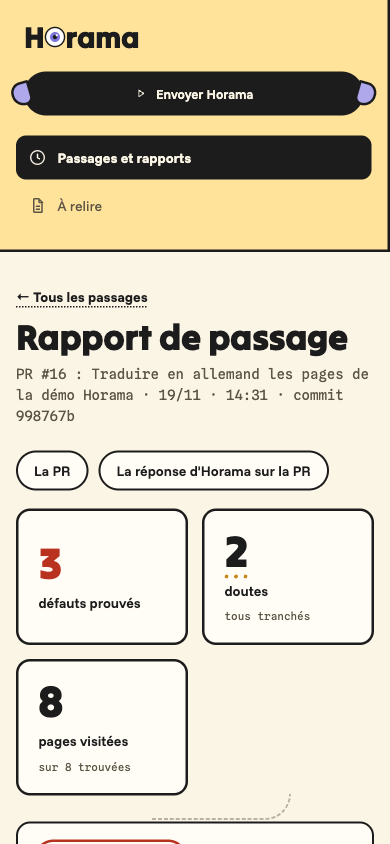 Horama
Envoyer Horama
Passages et rapports
À relire
← Tous les passages
Rapport de passage
PR #16 : Traduire en allemand les pages de
la démo Horama · 19/11 · 14:31 · commit
998767b
La PR
La réponse d'Horama sur la PR
3
défauts prouvés
2
doutes
tous tranchés
8
pages visitées
sur 8 trouvées